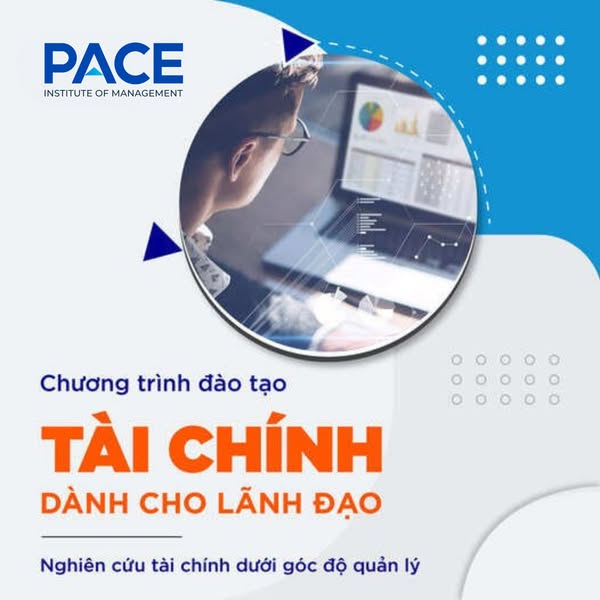 PACE
INSTITUTE OF MANAGEMENT
Chương trình đào tạo
TÀI CHÍNH
DÀNH CHO LÃNH ĐẠO
Nghiên cứu tài chính dưới góc độ quản lý